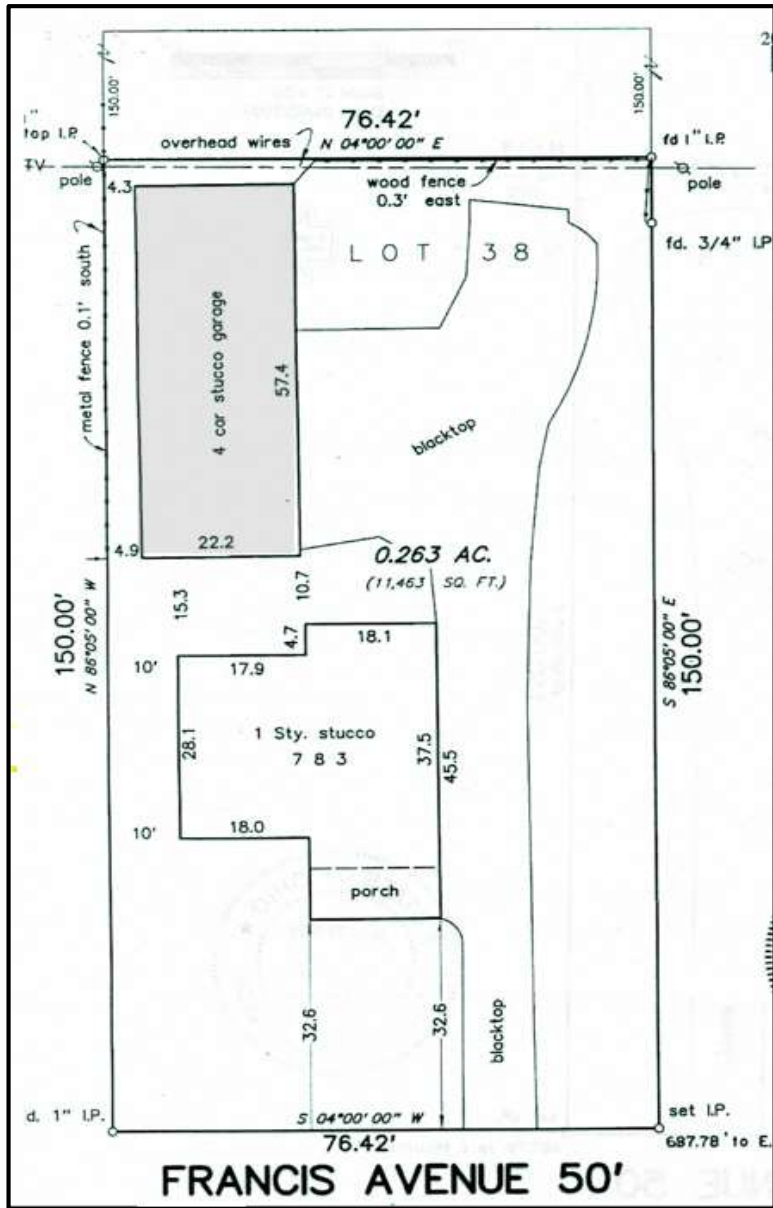 150.00'
150.00'
76.42'
overhead wires
N 04°00' 00" E
fd 1" I.P.
top I.P.
TV
pole
pole
wood fence
0.3' east
4.3
fd. 3/4" I.P
LOT 38
metal fence 0.1' south
4 car stucco garage
57.4
blacktop
4.9
22.2
0.263 AC.
(11,463 SQ. FT.)
10.7
15.3
150.00'
N 86°05' 00" W
S 86°05' 00" E
150.00'
4.7
18.1
10'
17.9
1 Sty. stucco
783
28.1
37.5
45.5
10'
18.0
porch
32.6
32.6
blacktop
d. 1" I.P.
S 04°00' 00" W
76.42'
set I.P.
687.78' to E.
FRANCIS AVENUE 50'